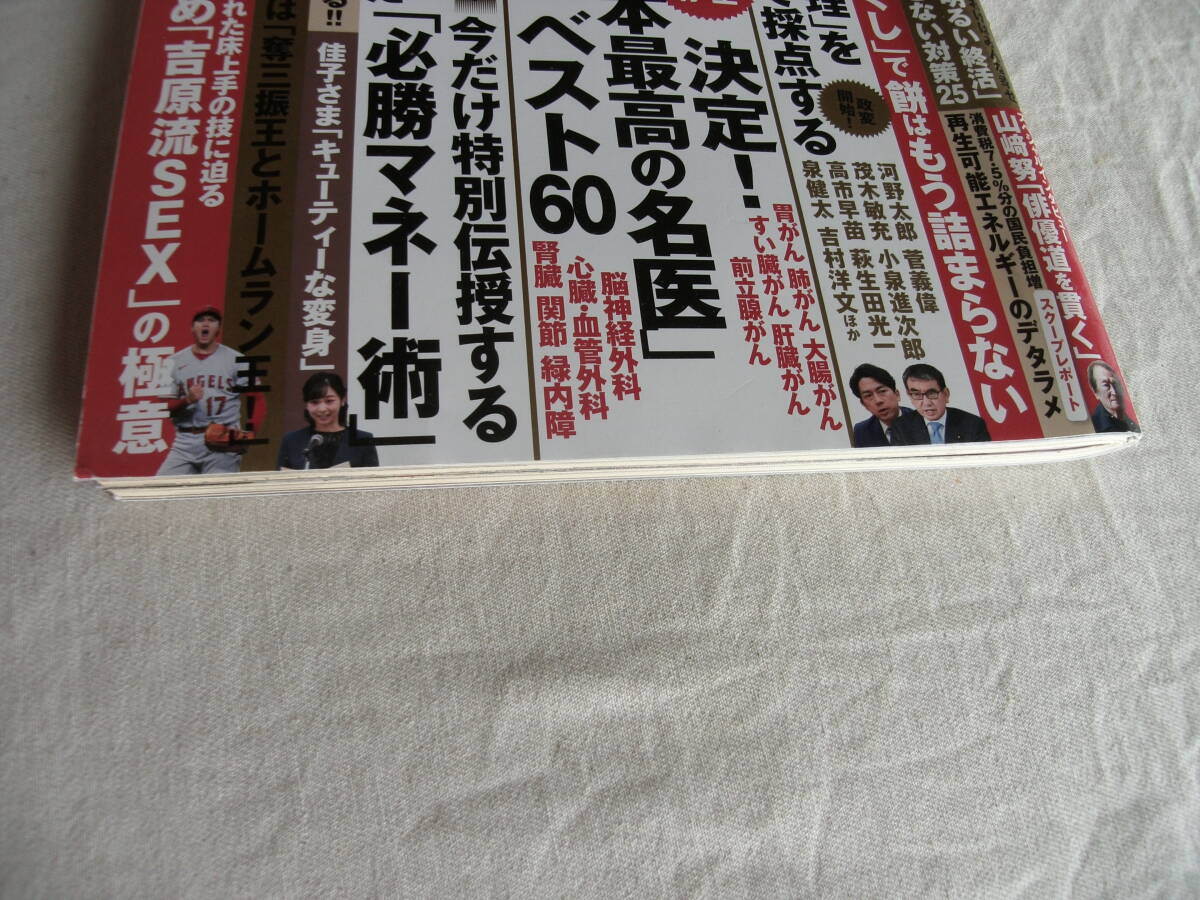 明るい終活
ない対策25
山﨑努「俳優道を貫く」
消費税7.5%分の国民負担増
再生可能エネルギーのデタラメ
スクープレポート
し」で餅はもう詰まらない
理」を
で採点する
政変
開始!
河野太郎 菅義偉
茂木敏充 小泉進次郎
高市早苗 萩生田光一
泉健太 吉村洋文ほか
決定!
本最高の名医」
ベスト60
胃がん 肺がん 大腸がん
すい臓がん 肝臓がん
前立腺がん
脳神経外科
心臓・血管外科
腎臓 関節 緑内障
今だけ特別伝授する
「必勝マネー術」
る!!
佳子さま「キューティーな変身」
は「奪三振王とホームラン王!」
れた床上手の技に迫る
め「吉原流SEX」の極意
ANGELS
17